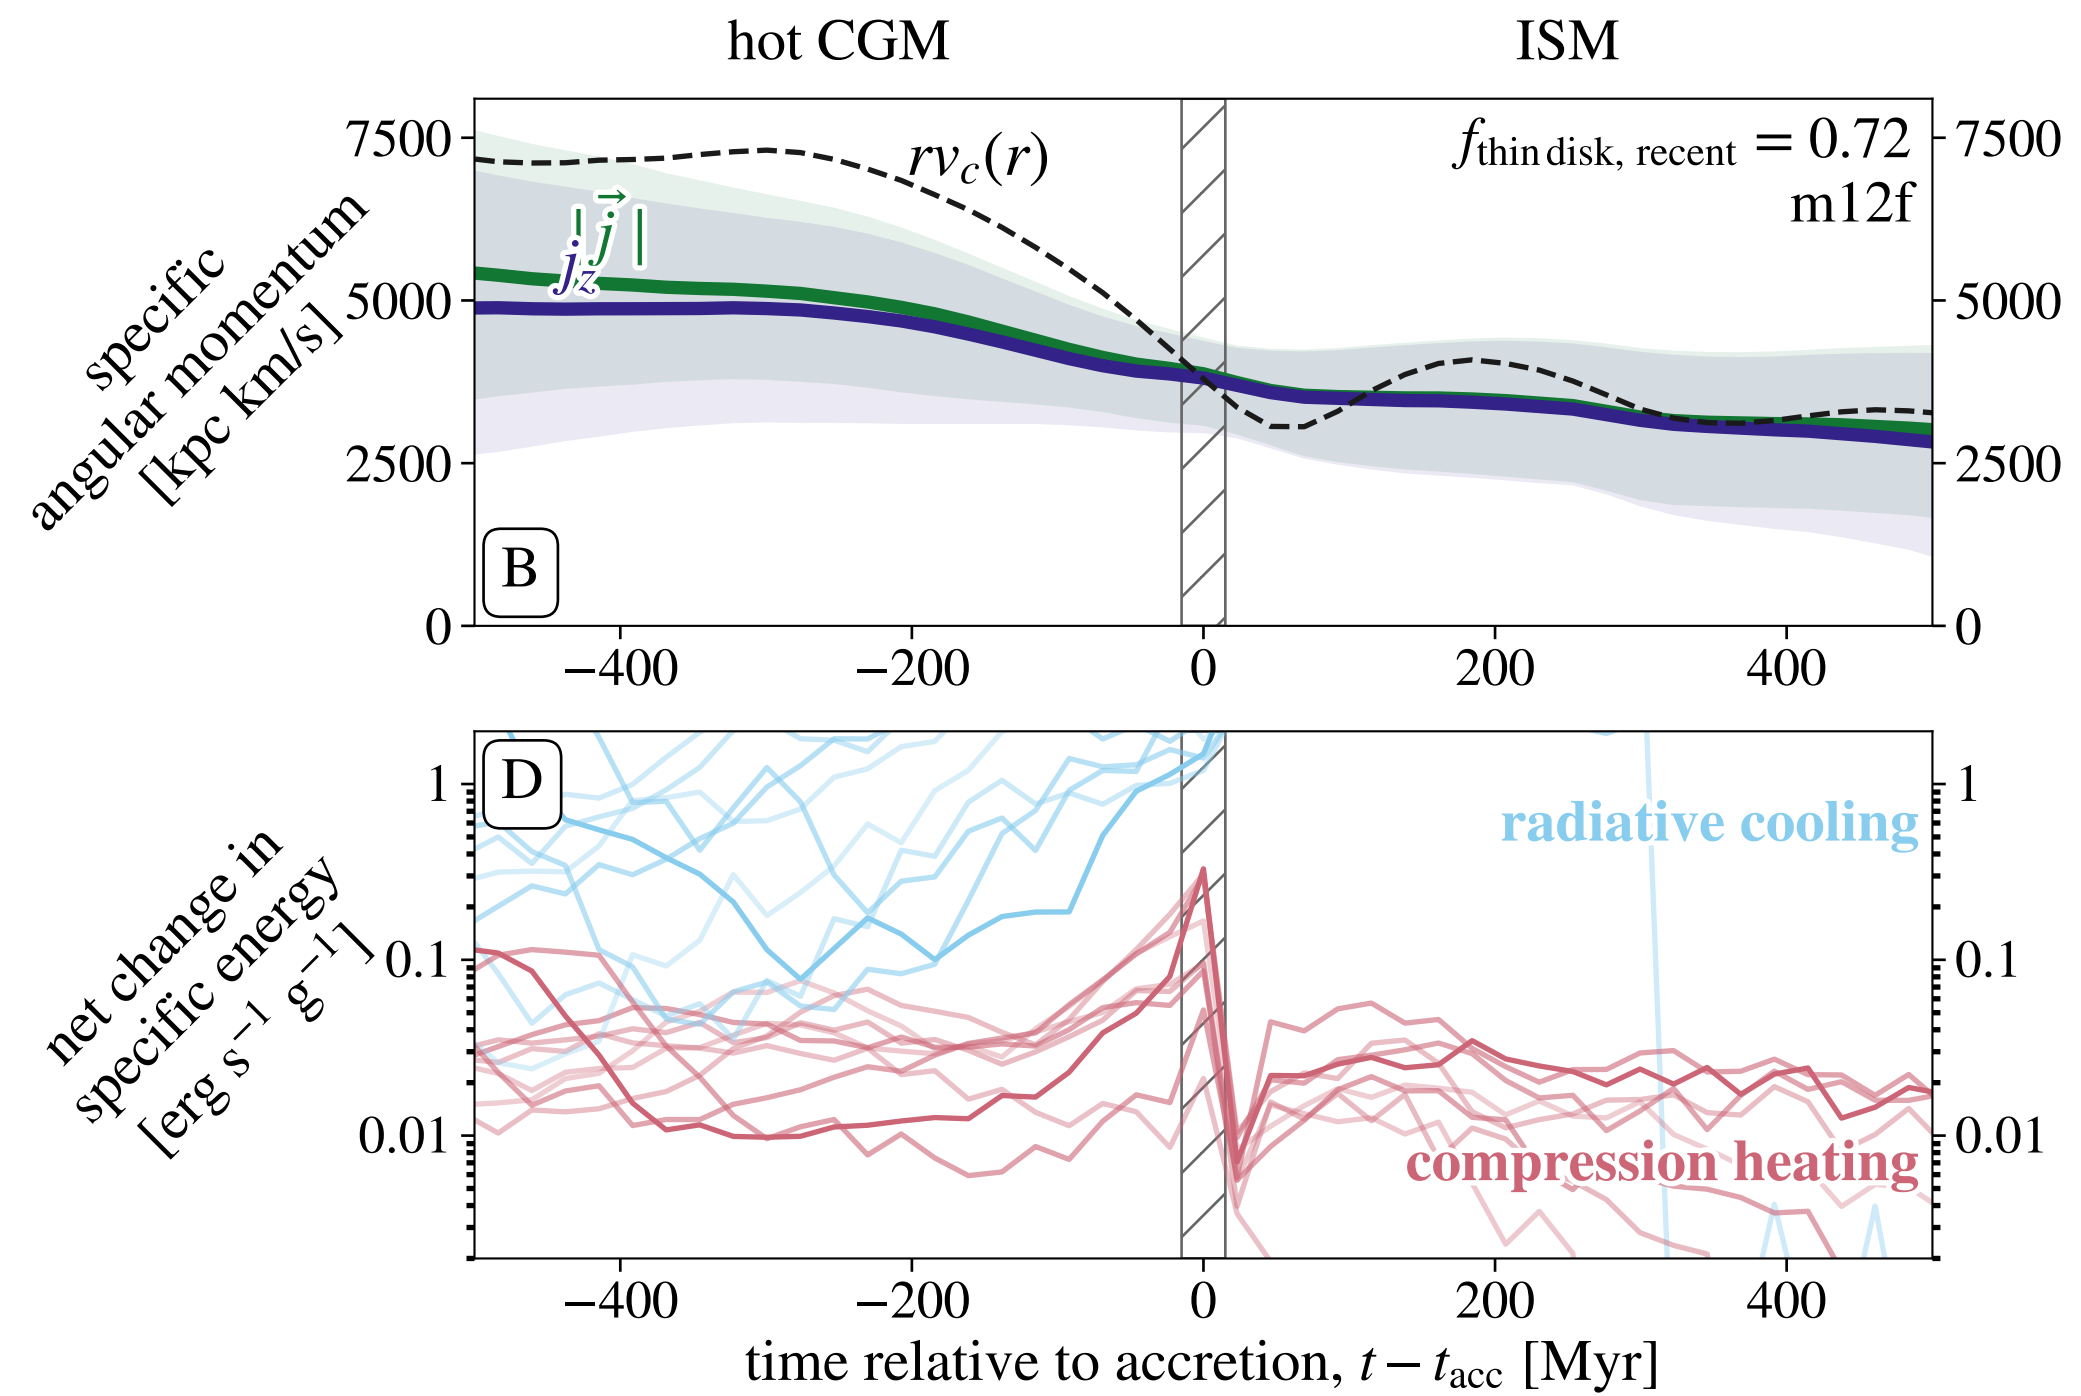 hot CGM
ISM
specific
angular momentum
[kpc km/s]
7500
5000
2500
0
|j⃗|
j_z
rv_c(r)
f_thin disk, recent = 0.72
m12f
B
7500
5000
2500
0
−400
−200
0
200
400
net change in
specific energy
[erg s⁻¹ g⁻¹]
1
0.1
0.01
D
radiative cooling
compression heating
1
0.1
0.01
−400
−200
0
200
400
time relative to accretion, t − t_acc [Myr]